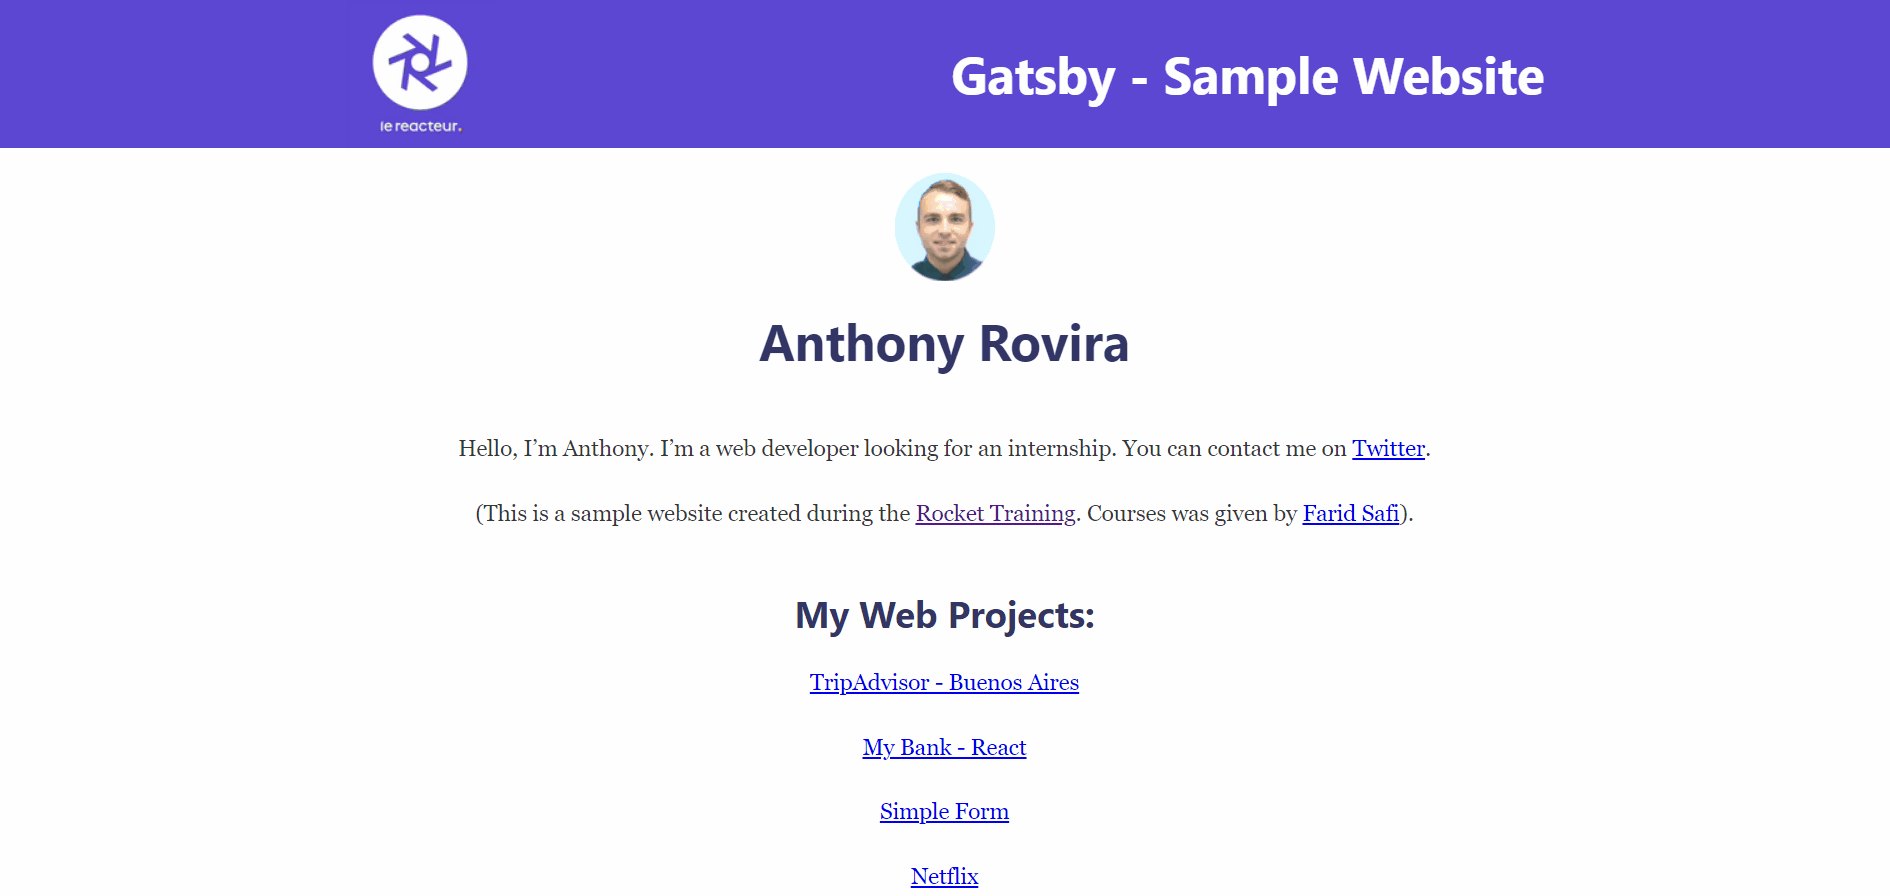 le reacteur.
Gatsby - Sample Website
Anthony Rovira
Hello, I’m Anthony. I’m a web developer looking for an internship. You can contact me on Twitter.
(This is a sample website created during the Rocket Training. Courses was given by Farid Safi).
My Web Projects:
TripAdvisor - Buenos Aires
My Bank - React
Simple Form
Netflix